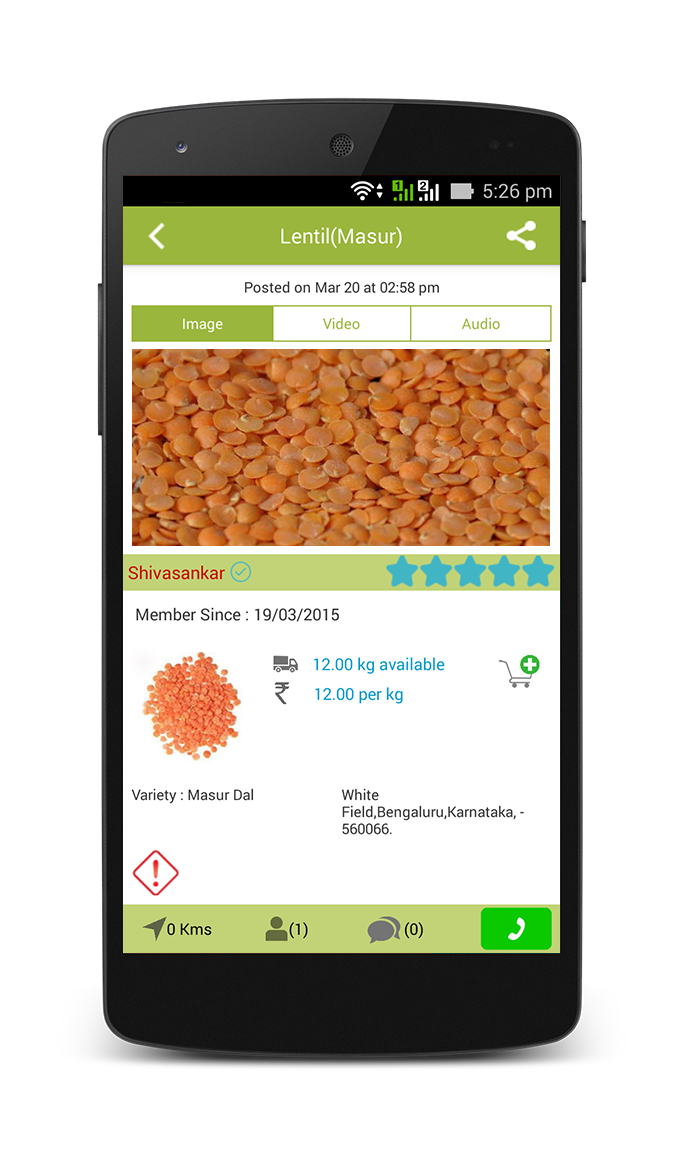 1 2 5:26 pm
Lentil(Masur)
Posted on Mar 20 at 02:58 pm
Image Video Audio
Shivasankar
Member Since : 19/03/2015
12.00 kg available
₹ 12.00 per kg
Variety : Masur Dal
White
Field,Bengaluru,Karnataka, -
560066.
0 Kms (1) (0)